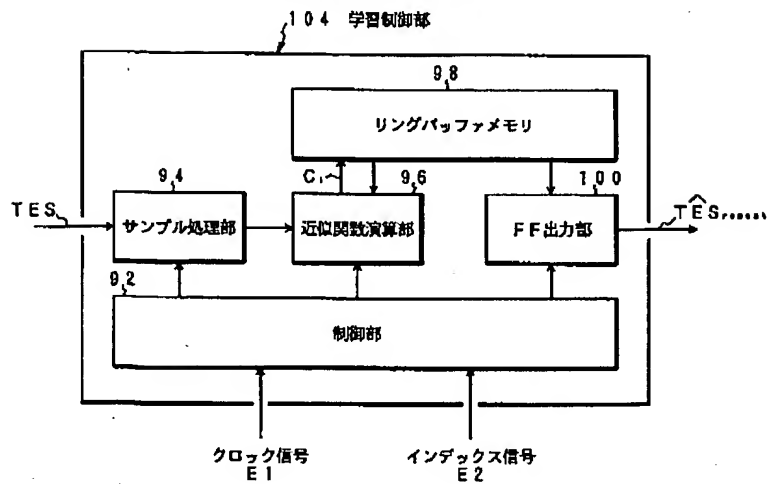 104 学習制御部
98
リングバッファメモリ
Ci
94
96
100
TES
サンプル処理部
近似関数演算部
FF出力部
TES
92
制御部
クロック信号
E1
インデックス信号
E2